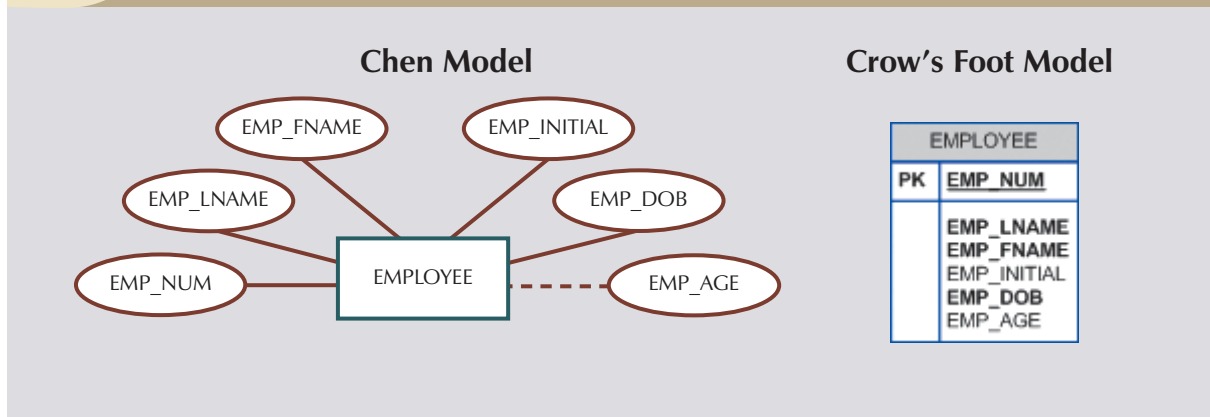 Chen Model
EMP_FNAME
EMP_INITIAL
EMP_LNAME
EMP_DOB
EMP_NUM
EMPLOYEE
EMP_AGE
Crow's Foot Model
EMPLOYEE
PK EMP_NUM
EMP_LNAME
EMP_FNAME
EMP_INITIAL
EMP_DOB
EMP_AGE